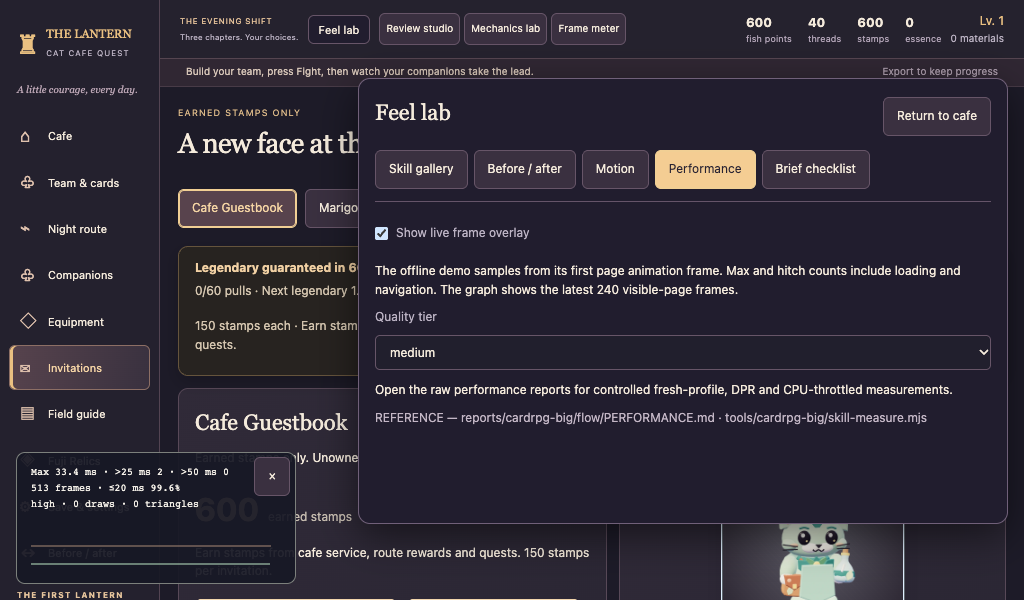 THE LANTERN
CAT CAFE QUEST
A little courage, every day.
Cafe
Team & cards
Night route
Companions
Equipment
Invitations
Field guide
Before / after
THE FIRST LANTERN
THE EVENING SHIFT
Three chapters. Your choices.
Feel lab
Review studio
Mechanics lab
Frame meter
600
fish points
40
threads
600
stamps
0
essence
Lv. 1
0 materials
Build your team, press Fight, then watch your companions take the lead.
Export to keep progress
EARNED STAMPS ONLY
A new face at th
Cafe Guestbook
Marigo
Legendary guaranteed in 6
0/60 pulls · Next legendary 1.
150 stamps each · Earn stam
quests.
Cafe Guestbook
Earned stamps only. Unowne
600
earned stamps
Earn stamps from cafe service, route rewards and quests. 150 stamps
per invitation.
Feel lab
Return to cafe
Skill gallery
Before / after
Motion
Performance
Brief checklist
Show live frame overlay
The offline demo samples from its first page animation frame. Max and hitch counts include loading and
navigation. The graph shows the latest 240 visible-page frames.
Quality tier
medium
Open the raw performance reports for controlled fresh-profile, DPR and CPU-throttled measurements.
REFERENCE — reports/cardrpg-big/flow/PERFORMANCE.md · tools/cardrpg-big/skill-measure.mjs
Max 33.4 ms · >25 ms 2 · >50 ms 0
513 frames · ≤20 ms 99.6%
high · 0 draws · 0 triangles
×